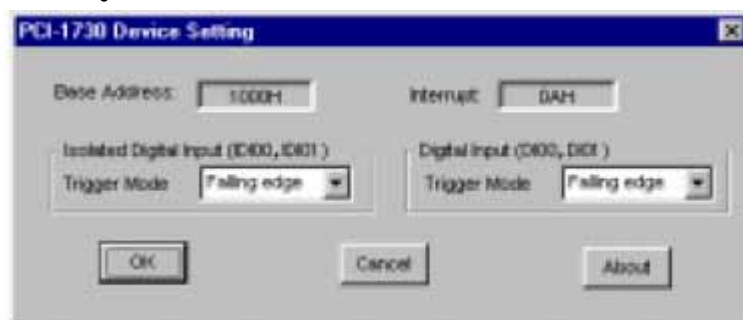 PCI-1730 Device Setting
Base Address: 1000H Interrupt: 0AH
Isolated Digital Input (IDI00, IDI01) Digital Input (DI00, DI01)
Trigger Mode Falling edge Trigger Mode Falling edge
OK Cancel About